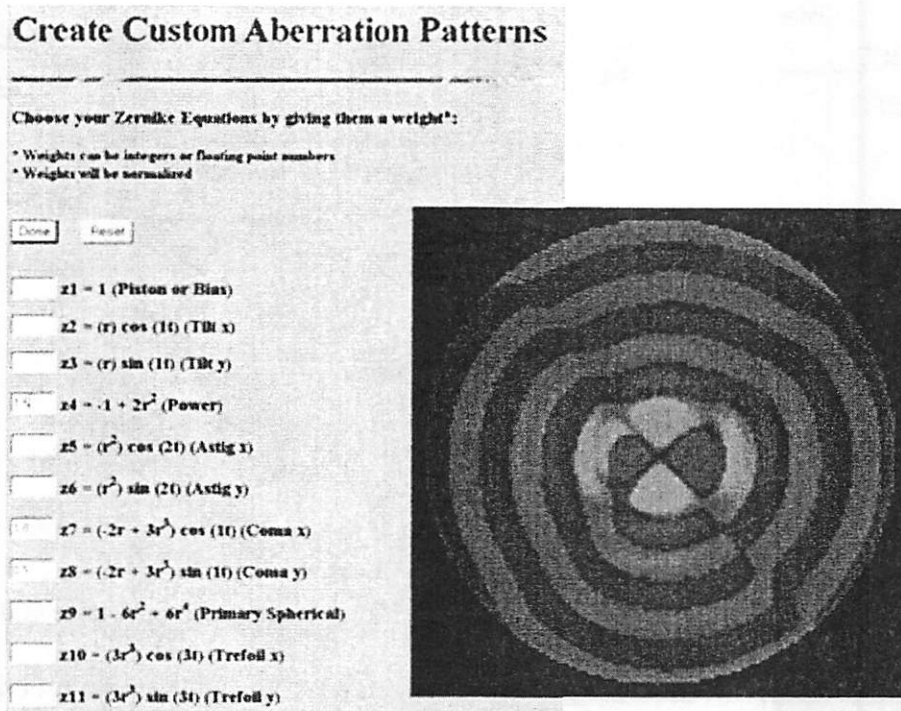 Create Custom Aberration Patterns
Choose your Zernike Equations by giving them a weight*:
* Weights can be integers or floating point numbers
* Weights will be normalized
Done Reset
z1 = 1 (Piston or Bias)
z2 = (r) cos (1t) (Tilt x)
z3 = (r) sin (1t) (Tilt y)
z4 = -1 + 2r² (Power)
z5 = (r²) cos (2t) (Astig x)
z6 = (r²) sin (2t) (Astig y)
z7 = (-2r + 3r³) cos (1t) (Coma x)
z8 = (-2r + 3r³) sin (1t) (Coma y)
z9 = 1 - 6r² + 6r⁴ (Primary Spherical)
z10 = (3r³) cos (3t) (Trefoil x)
z11 = (3r³) sin (3t) (Trefoil y)